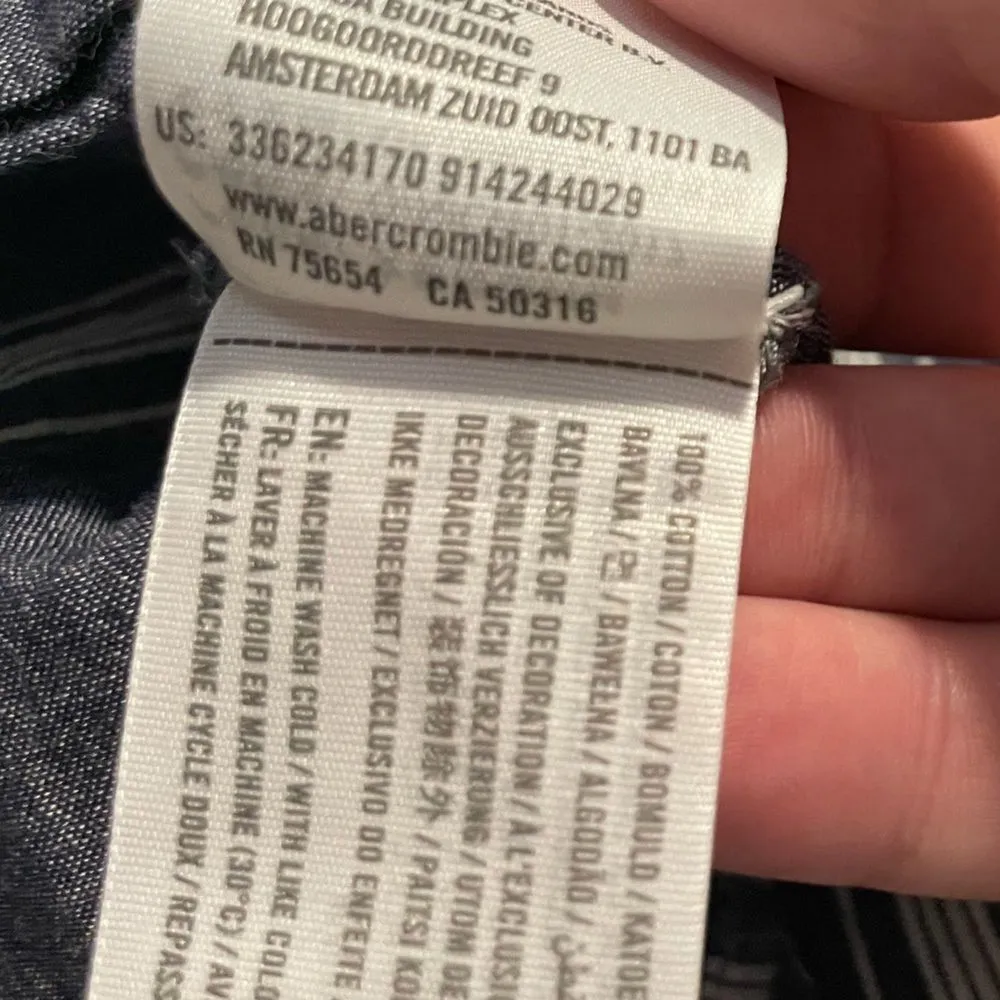 BUILDING
HOOGOORDDREEF 9
AMSTERDAM ZUID OOST, 1101 BA
US: 336234170 914244029
www.abercrombie.com
RN 75654 CA 50316
100% COTTON / COTON / BOMULD / KATOE
BAVLNA / 면 / BAWEŁNA / ALGODÃO /
EXCLUSIVE OF DECORATION / A L'EXCLUSI
AUSSCHLIESSLICH VERZIERUNG / UTOM DE
DECORACIÓN / 裝饰物除外 / PAITSI KO
IKKE MEDREGNET / EXCLUSIVO DO ENFEITE
EN- MACHINE WASH COLD / WITH LIKE COLO
FR- LAVER À FROID EN MACHINE (30°C) / AV
SÉCHER À LA MACHINE CYCLE DOUX / REPASS